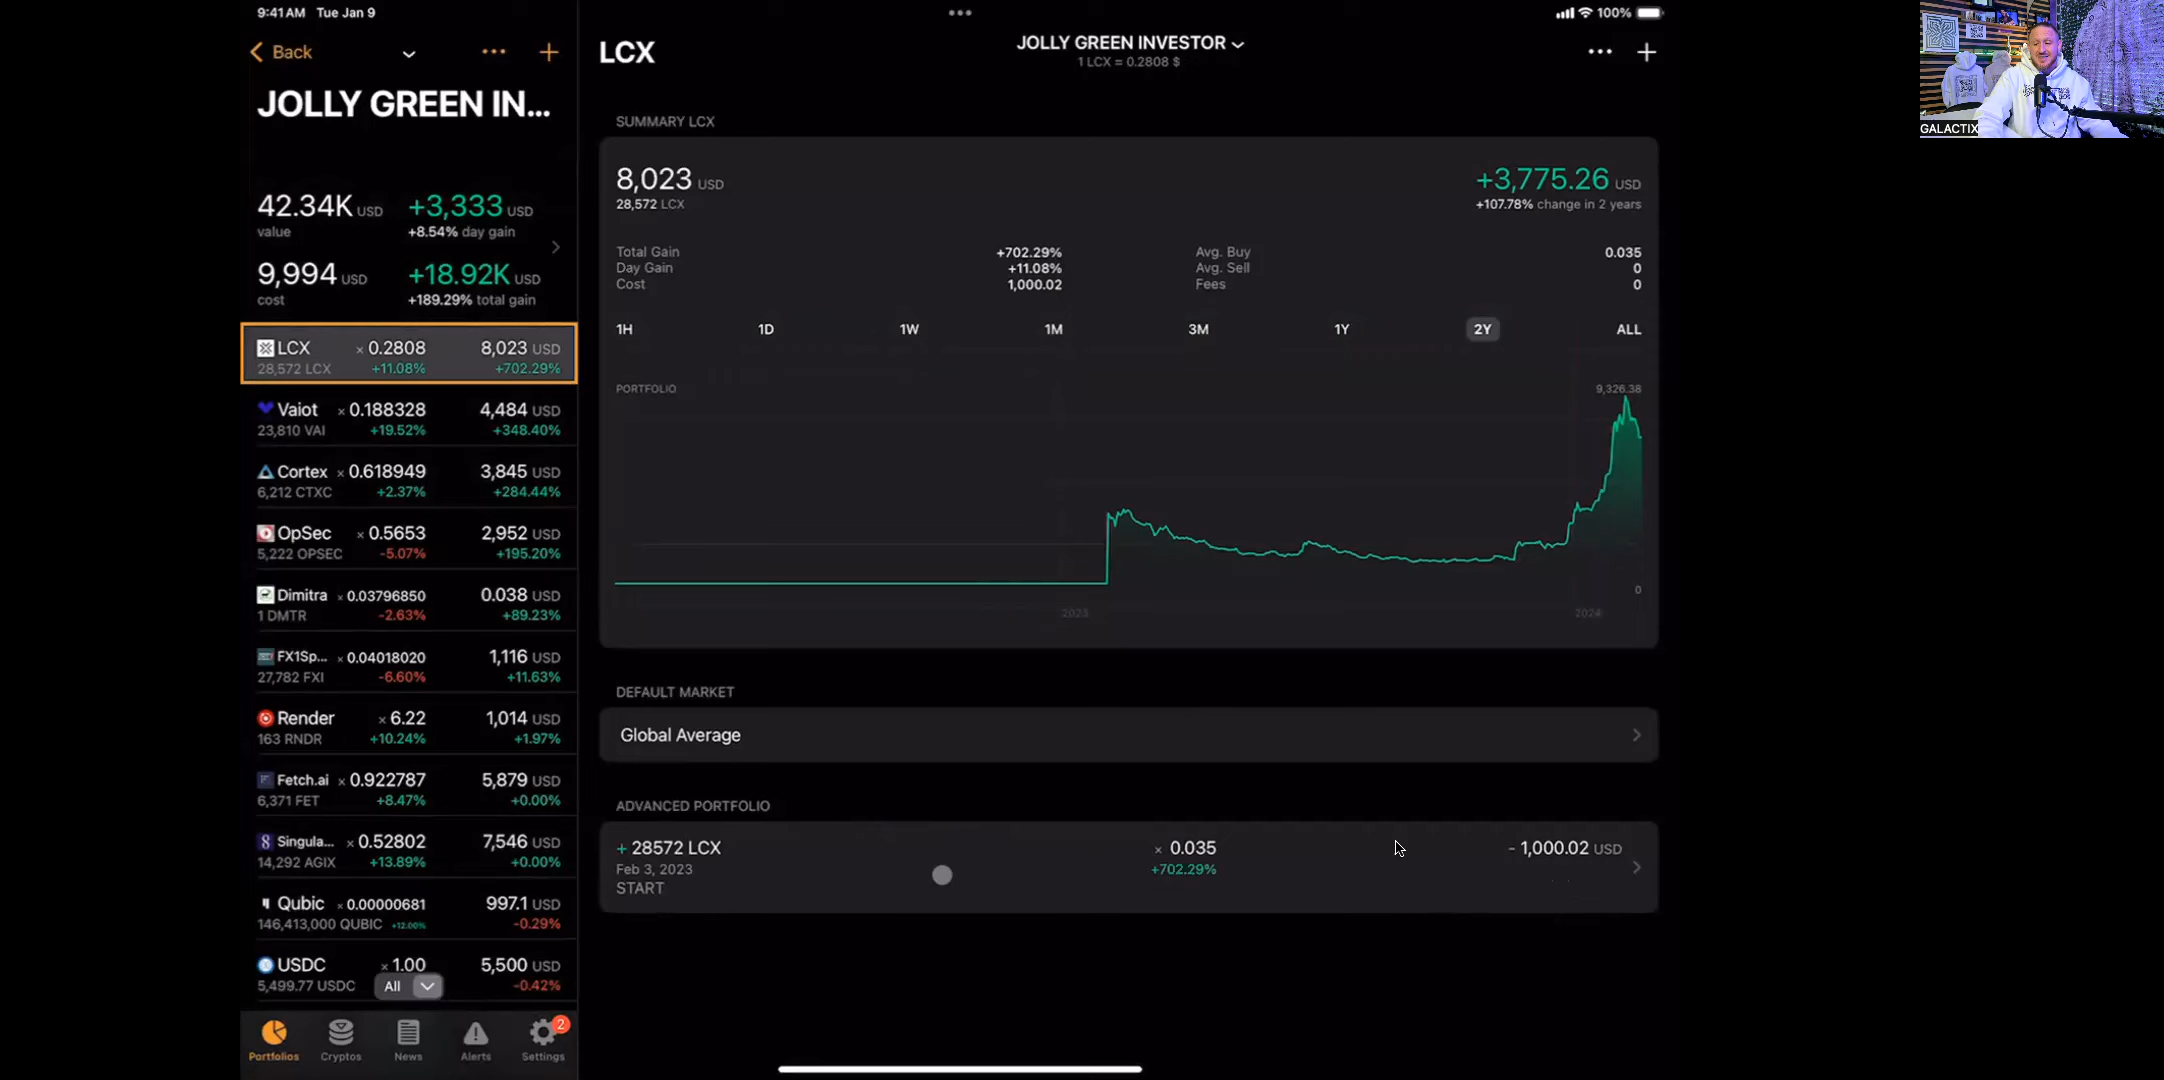 9:41 AM Tue Jan 9
100%
Back
JOLLY GREEN IN...
42.34K USD +3,333 USD
value +8.54% day gain
9,994 USD +18.92K USD
cost +189.29% total gain
LCX × 0.2808 8,023 USD
28,572 LCX +11.08% +702.29%
Vaiot × 0.188328 4,484 USD
23,810 VAI +19.52% +348.40%
Cortex × 0.618949 3,845 USD
6,212 CTXC +2.37% +284.44%
OpSec × 0.5653 2,952 USD
5,222 OPSEC -5.07% +195.20%
Dimitra × 0.03796850 0.038 USD
1 DMTR -2.63% +89.23%
FX1Sp... × 0.04018020 1,116 USD
27,782 FXI -6.60% +11.63%
Render × 6.22 1,014 USD
163 RNDR +10.24% +1.97%
Fetch.ai × 0.922787 5,879 USD
6,371 FET +8.47% +0.00%
Singula... × 0.52802 7,546 USD
14,292 AGIX +13.89% +0.00%
Qubic × 0.00000681 997.1 USD
146,413,000 QUBIC +12.00% -0.29%
USDC × 1.00 5,500 USD
5,499.77 USDC -0.42%
All
Portfolios Cryptos News Alerts Settings
2
LCX
JOLLY GREEN INVESTOR
1 LCX = 0.2808 $
SUMMARY LCX
8,023 USD +3,775.26 USD
28,572 LCX +107.78% change in 2 years
Total Gain +702.29% Avg. Buy 0.035
Day Gain +11.08% Avg. Sell 0
Cost 1,000.02 Fees 0
1H 1D 1W 1M 3M 1Y 2Y ALL
PORTFOLIO 9,326.38
0
2023 2024
DEFAULT MARKET
Global Average
ADVANCED PORTFOLIO
+ 28572 LCX × 0.035 - 1,000.02 USD
Feb 3, 2023 +702.29%
START
GALACTIX